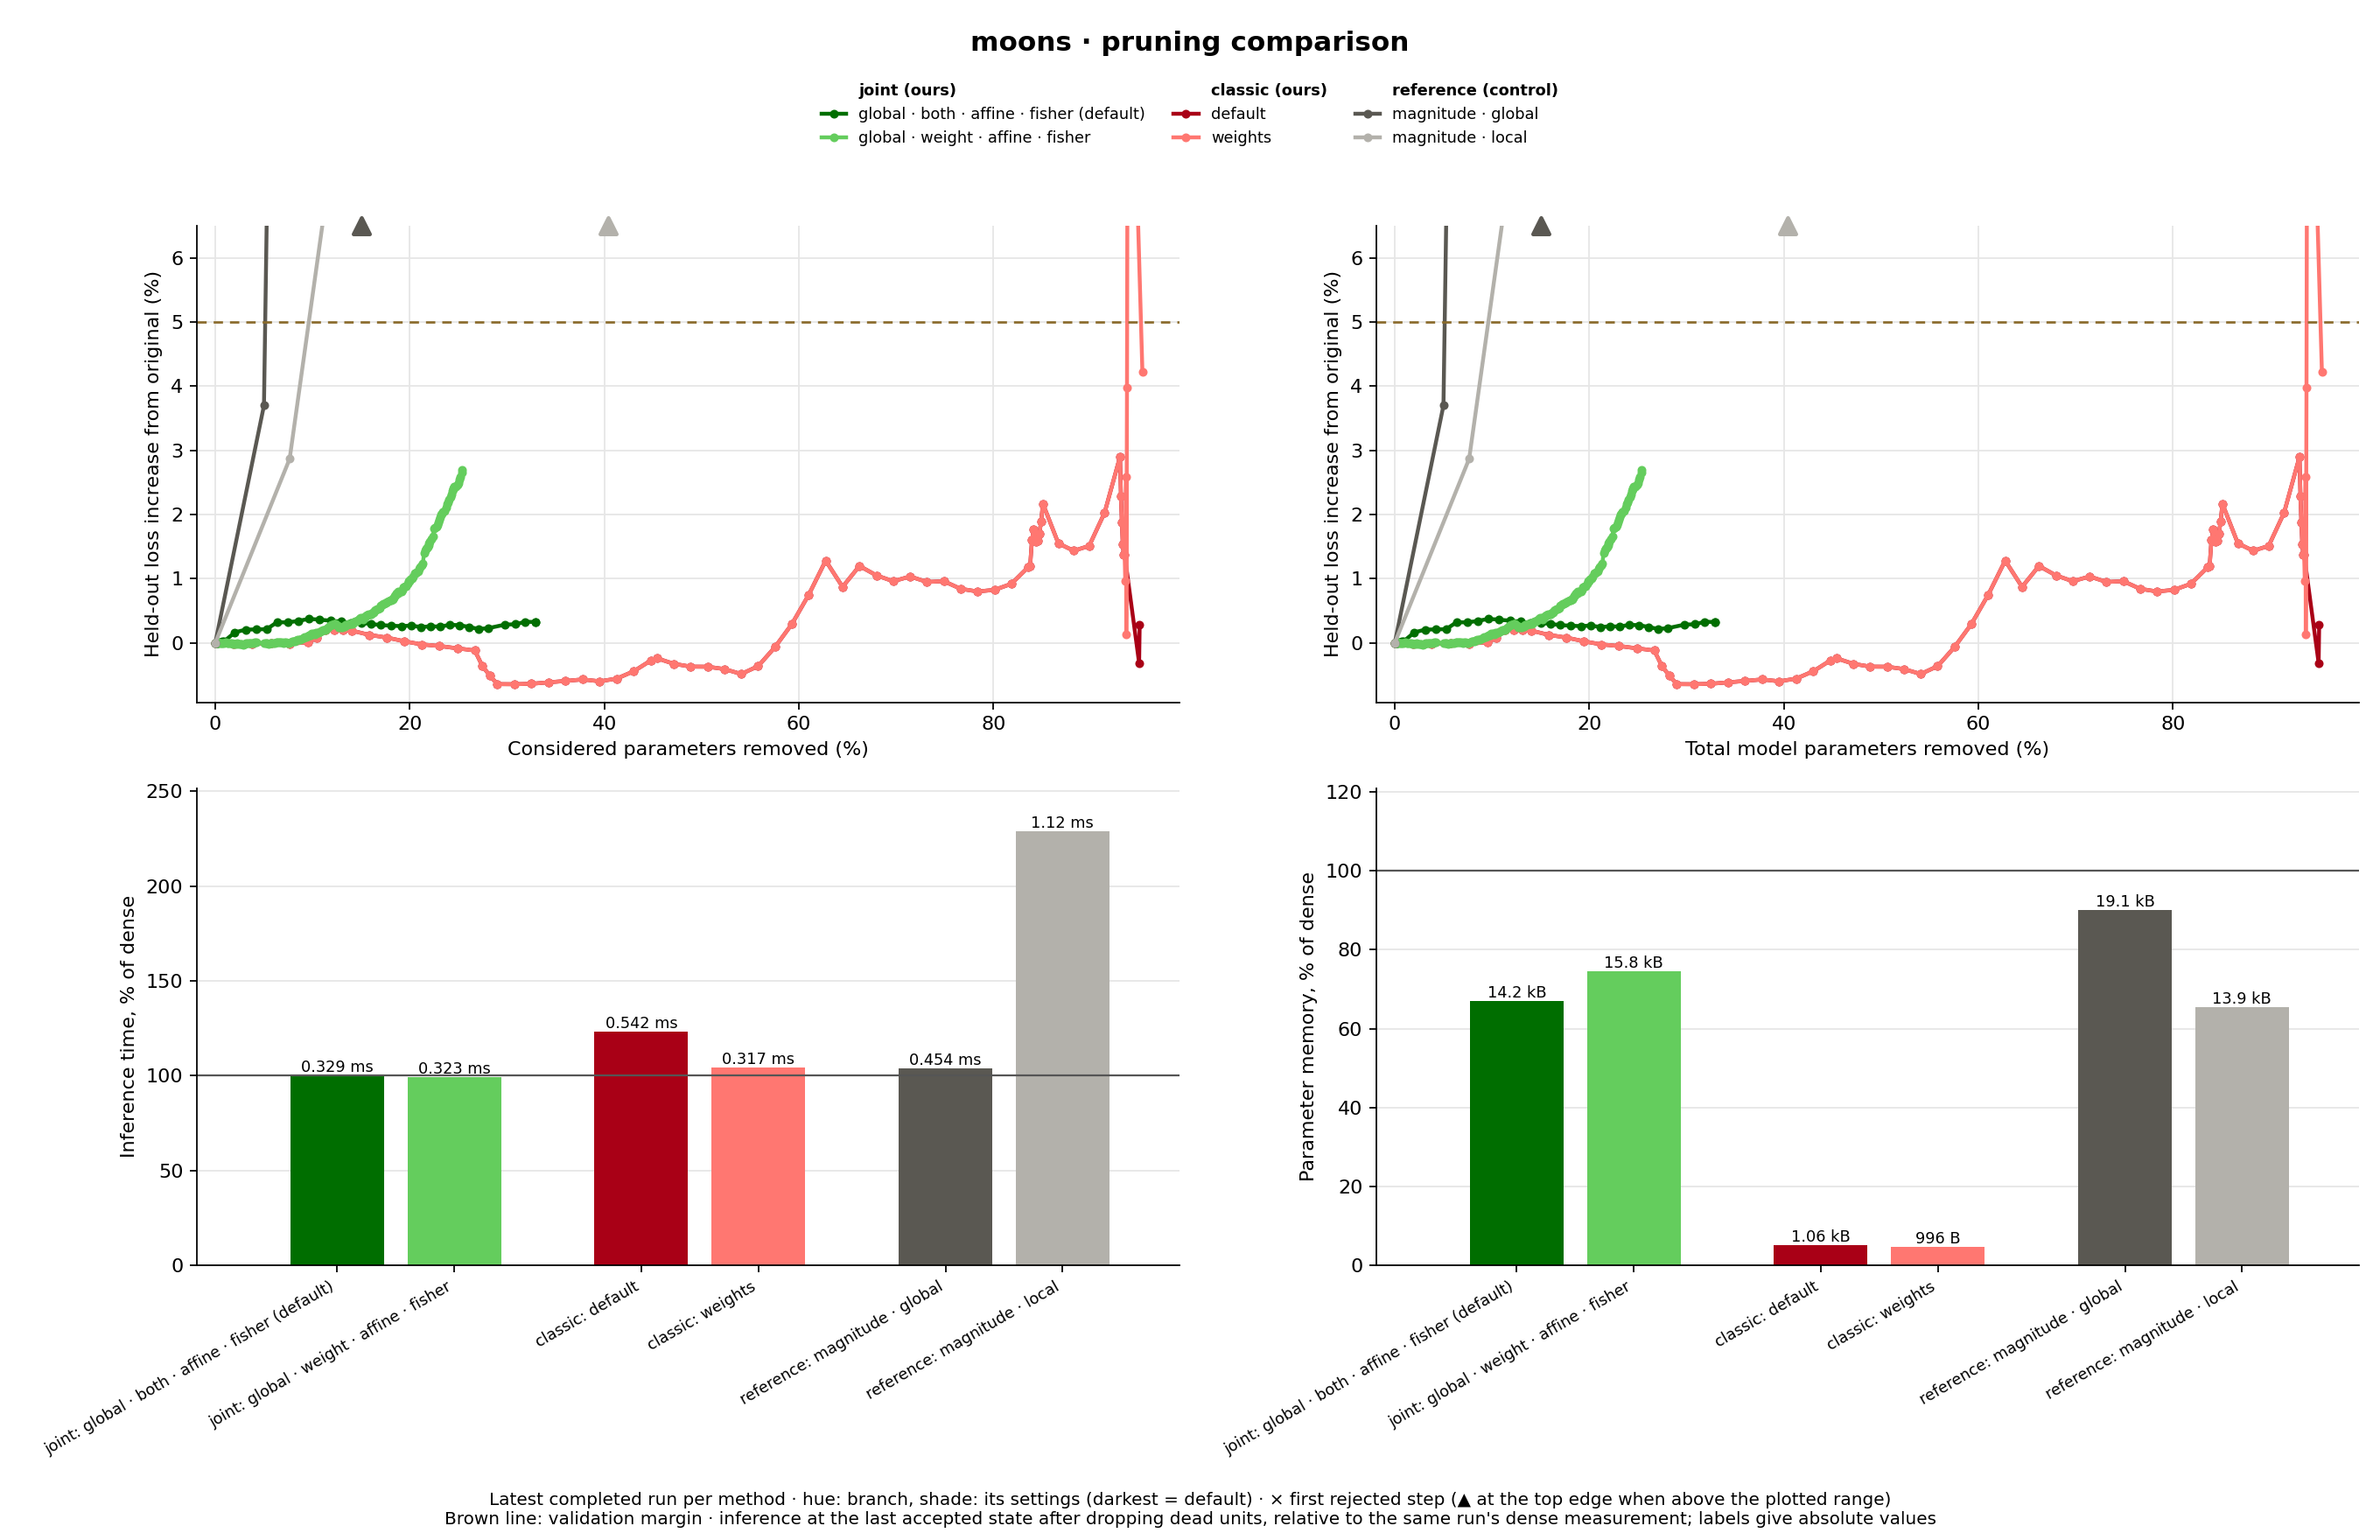 moons · pruning comparison
joint (ours)
global · both · affine · fisher (default)
global · weight · affine · fisher
classic (ours)
default
weights
reference (control)
magnitude · global
magnitude · local
Held-out loss increase from original (%)
6
5
4
3
2
1
0
0
20
40
60
80
Considered parameters removed (%)
Held-out loss increase from original (%)
6
5
4
3
2
1
0
0
20
40
60
80
Total model parameters removed (%)
Inference time, % of dense
250
200
150
100
50
0
0.329 ms
0.323 ms
0.542 ms
0.317 ms
0.454 ms
1.12 ms
joint: global · both · affine · fisher (default)
joint: global · weight · affine · fisher
classic: default
classic: weights
reference: magnitude · global
reference: magnitude · local
Parameter memory, % of dense
120
100
80
60
40
20
0
14.2 kB
15.8 kB
1.06 kB
996 B
19.1 kB
13.9 kB
joint: global · both · affine · fisher (default)
joint: global · weight · affine · fisher
classic: default
classic: weights
reference: magnitude · global
reference: magnitude · local
Latest completed run per method · hue: branch, shade: its settings (darkest = default) · × first rejected step (▲ at the top edge when above the plotted range)
Brown line: validation margin · inference at the last accepted state after dropping dead units, relative to the same run's dense measurement; labels give absolute values